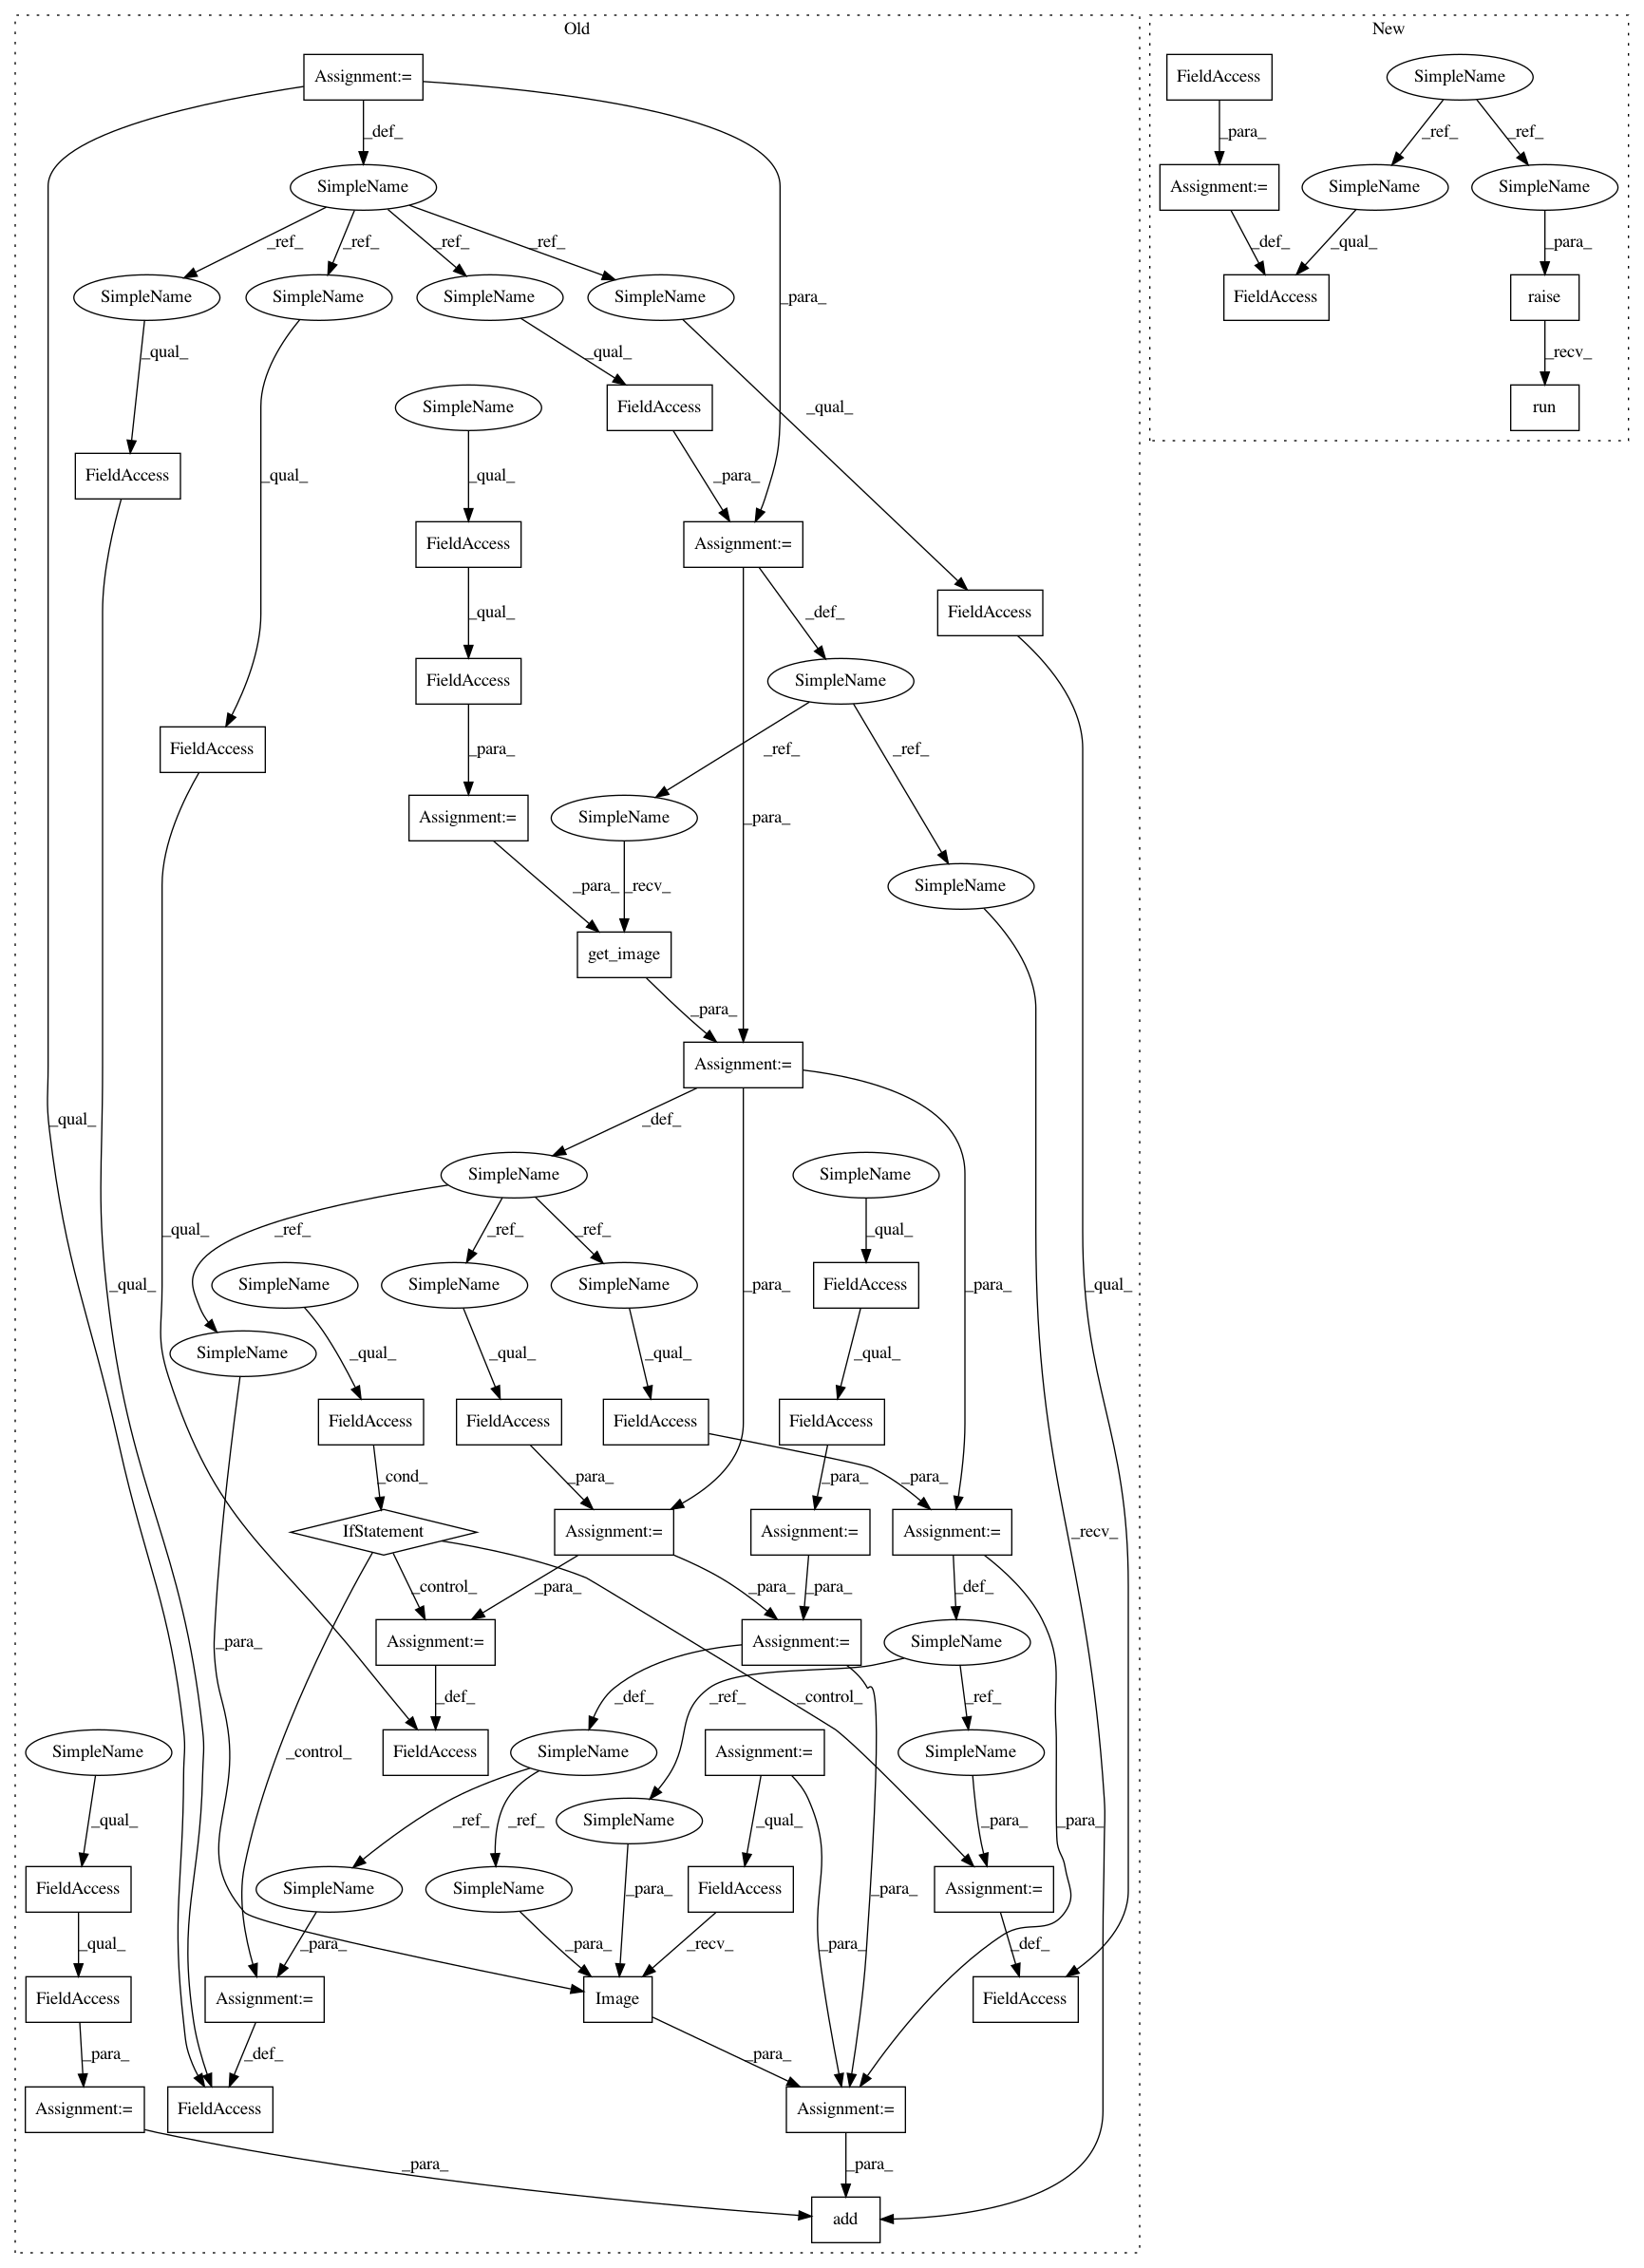 Old
New
Assignment:=
FieldAccess
SimpleName
_def_
_para_
_ref_
_ref_
SimpleName
Assignment:=
SimpleName
SimpleName
_ref_
_ref_
_ref_
_ref_
_def_
_qual_
_para_
SimpleName
SimpleName
SimpleName
SimpleName
_para_
FieldAccess
raise
_qual_
_qual_
_recv_
SimpleName
FieldAccess
_qual_
run
FieldAccess
_qual_
_qual_
_para_
FieldAccess
Assignment:=
_qual_
FieldAccess
_def_
FieldAccess
SimpleName
FieldAccess
_para_
_ref_
_ref_
Assignment:=
SimpleName
_para_
SimpleName
_para_
_recv_
get_image
_para_
Assignment:=
_qual_
_def_
SimpleName
SimpleName
_qual_
_ref_
_ref_
_ref_
_qual_
_qual_
SimpleName
SimpleName
SimpleName
_para_
FieldAccess
_para_
_qual_
SimpleName
_qual_
_qual_
_qual_
_qual_
FieldAccess
FieldAccess
FieldAccess
FieldAccess
_cond_
_para_
_para_
_para_
IfStatement
Assignment:=
Assignment:=
Assignment:=
_recv_
_control_
_para_
_para_
_para_
_def_
_para_
Assignment:=
Assignment:=
SimpleName
_def_
_def_
_ref_
_control_
_ref_
SimpleName
_control_
FieldAccess
SimpleName
Assignment:=
SimpleName
_qual_
_ref_
_ref_
SimpleName
_qual_
_para_
_para_
FieldAccess
SimpleName
SimpleName
_para_
FieldAccess
_para_
Assignment:=
_qual_
_para_
_para_
_recv_
_para_
_def_
FieldAccess
Assignment:=
Image
FieldAccess
_para_
_def_
_para_
Assignment:=
FieldAccess
Assignment:=
_para_
_para_
add